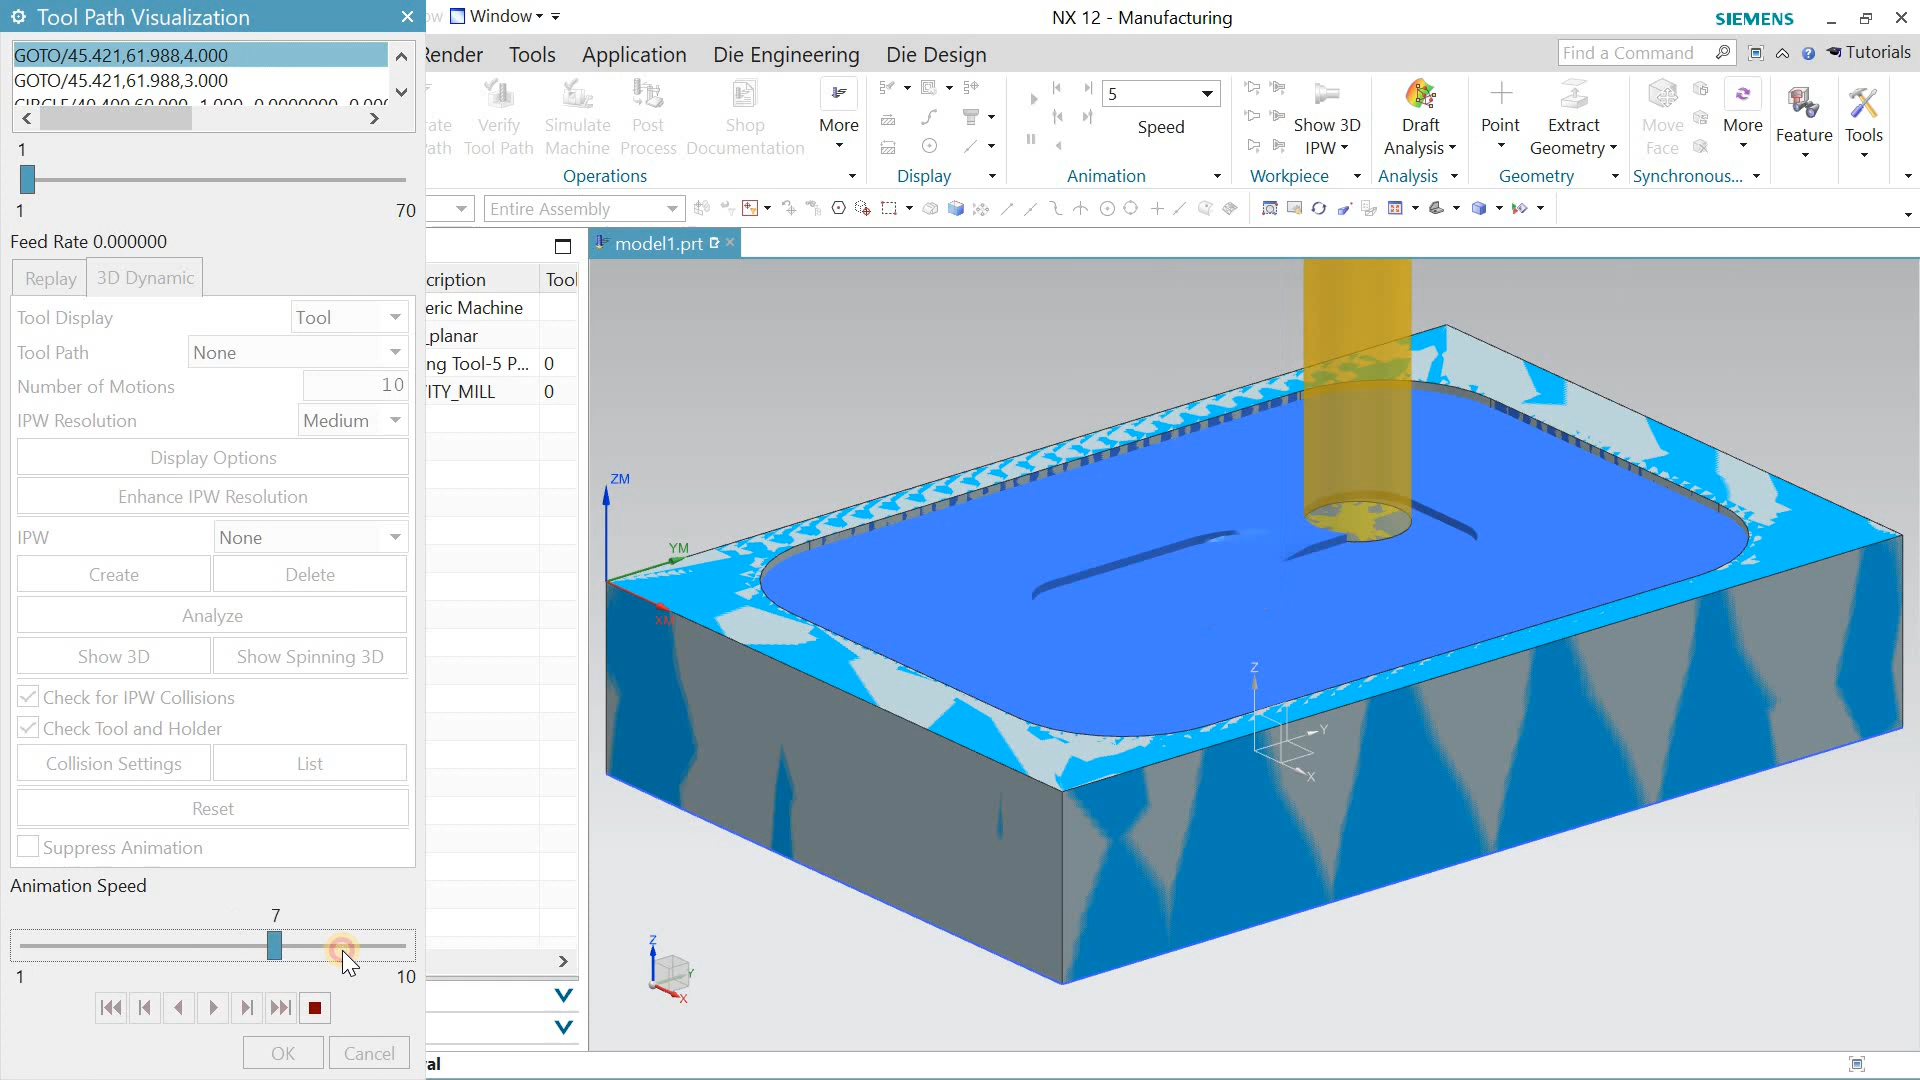 Tool Path Visualization
Window
NX 12 - Manufacturing
SIEMENS
GOTO/45.421,61.988,4.000
GOTO/45.421,61.988,3.000
Render
Tools
Application
Die Engineering
Die Design
Find a Command
Tutorials
Verify
Tool Path
Simulate
Machine
Post
Process
Shop
Documentation
More
5
Speed
Show 3D
IPW
Draft
Analysis
Point
Extract
Geometry
Move
Face
More
Feature
Tools
Operations
Display
Animation
Workpiece
Analysis
Geometry
Synchronous...
Entire Assembly
model1.prt
1
1
70
Feed Rate 0.000000
Replay
3D Dynamic
Tool Display
Tool
Tool Path
None
Number of Motions
10
IPW Resolution
Medium
Display Options
Enhance IPW Resolution
IPW
None
Create
Delete
Analyze
Show 3D
Show Spinning 3D
Check for IPW Collisions
Check Tool and Holder
Collision Settings
List
Reset
Suppress Animation
Animation Speed
7
1
10
OK
Cancel
cription
Tool
eric Machine
_planar
ng Tool-5 P...
0
ITY_MILL
0
ZM
YM
XM
Z
Y
X
Z
Y
X
al